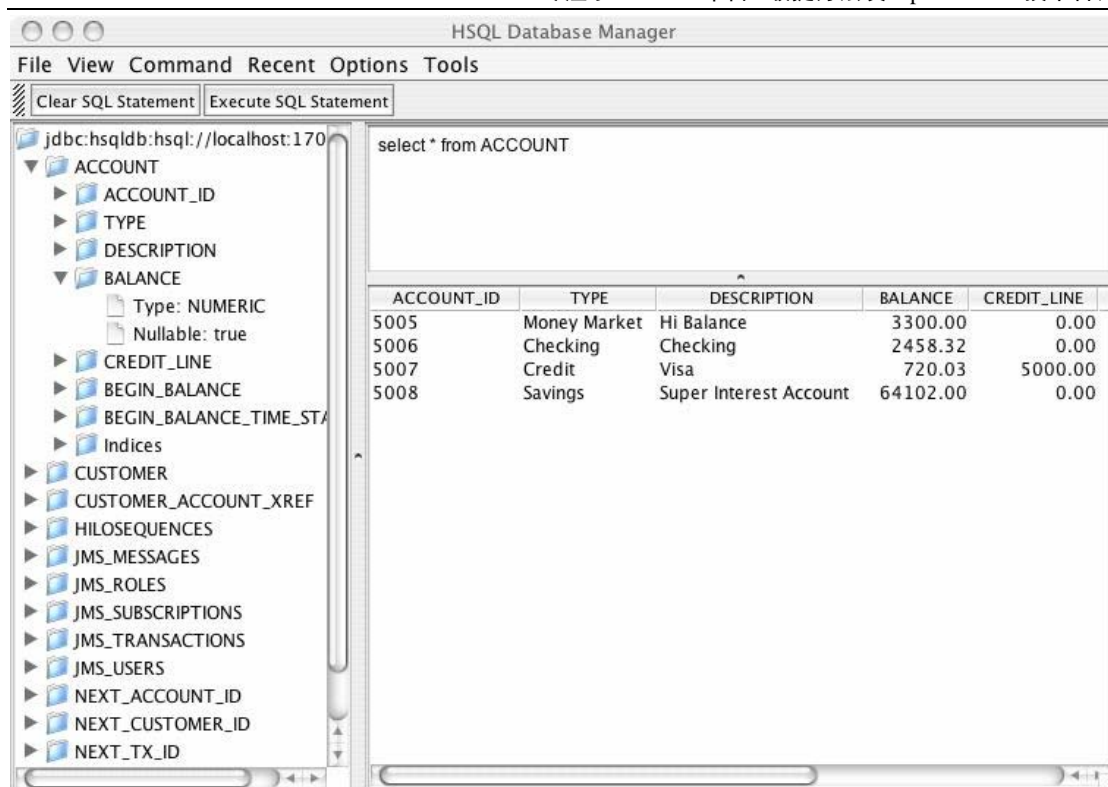 HSQL Database Manager
File View Command Recent Options Tools
Clear SQL Statement Execute SQL Statement
jdbc:hsqldb:hsql://localhost:170
ACCOUNT
ACCOUNT_ID
TYPE
DESCRIPTION
BALANCE
Type: NUMERIC
Nullable: true
CREDIT_LINE
BEGIN_BALANCE
BEGIN_BALANCE_TIME_STA
Indices
CUSTOMER
CUSTOMER_ACCOUNT_XREF
HILOSEQUENCES
JMS_MESSAGES
JMS_ROLES
JMS_SUBSCRIPTIONS
JMS_TRANSACTIONS
JMS_USERS
NEXT_ACCOUNT_ID
NEXT_CUSTOMER_ID
NEXT_TX_ID
select * from ACCOUNT
ACCOUNT_ID TYPE DESCRIPTION BALANCE CREDIT_LINE
5005 Money Market Hi Balance 3300.00 0.00
5006 Checking Checking 2458.32 0.00
5007 Credit Visa 720.03 5000.00
5008 Savings Super Interest Account 64102.00 0.00